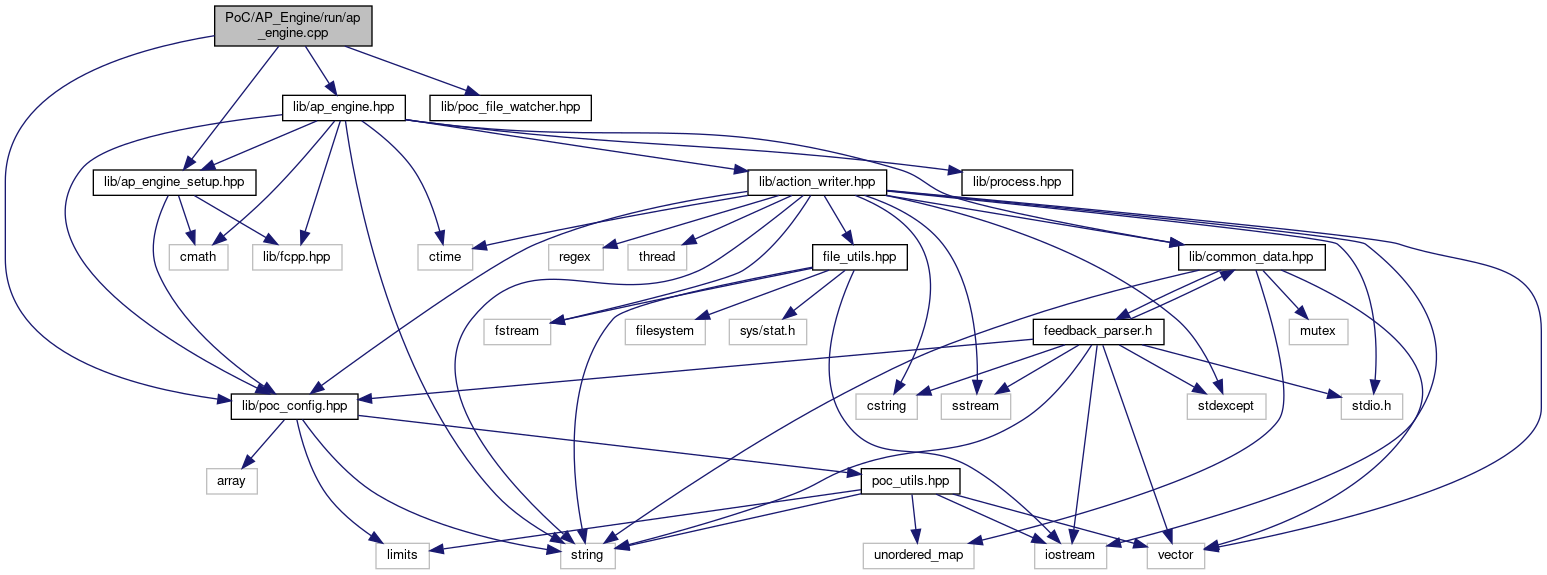 PoC/AP_Engine/run/ap
_engine.cpp
lib/ap_engine.hpp
lib/poc_file_watcher.hpp
lib/ap_engine_setup.hpp
lib/action_writer.hpp
lib/process.hpp
cmath
lib/fcpp.hpp
ctime
regex
thread
file_utils.hpp
lib/common_data.hpp
fstream
filesystem
sys/stat.h
feedback_parser.h
mutex
lib/poc_config.hpp
cstring
sstream
stdexcept
stdio.h
array
poc_utils.hpp
limits
string
unordered_map
iostream
vector